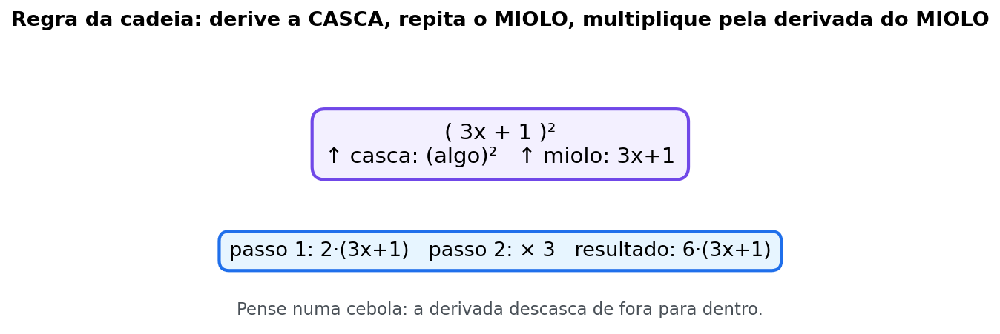 Regra da cadeia: derive a CASCA, repita o MIOLO, multiplique pela derivada do MIOLO
( 3x + 1 )²
↑ casca: (algo)²   ↑ miolo: 3x+1
passo 1: 2·(3x+1)   passo 2: × 3   resultado: 6·(3x+1)
Pense numa cebola: a derivada descasca de fora para dentro.